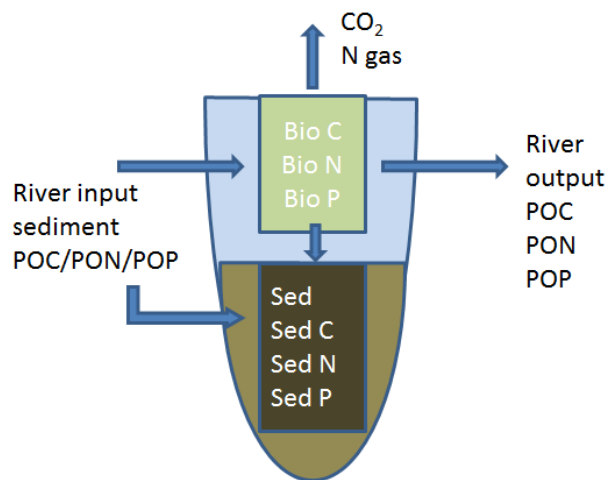 CO₂
N gas
Bio C
Bio N
Bio P
River input
sediment
POC/PON/POP
River
output
POC
PON
POP
Sed
Sed C
Sed N
Sed P